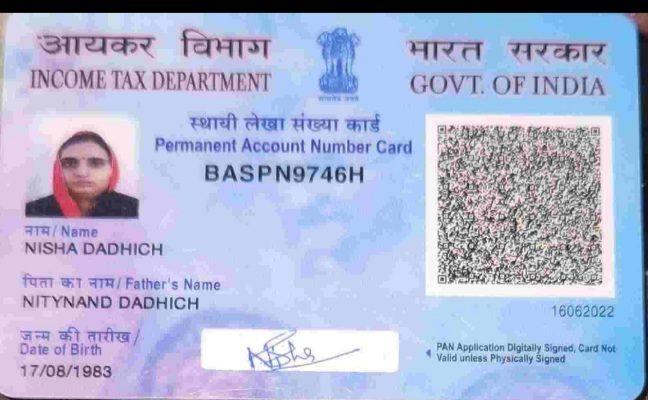 आयकर विभाग
INCOME TAX DEPARTMENT
भारत सरकार
GOVT. OF INDIA
स्थायी लेखा संख्या कार्ड
Permanent Account Number Card
BASPN9746H
नाम / Name
NISHA DADHICH
पिता का नाम / Father's Name
NITYNAND DADHICH
जन्म की तारीख /
Date of Birth
17/08/1983
Nisha
16062022
PAN Application Digitally Signed, Card Not
Valid unless Physically Signed